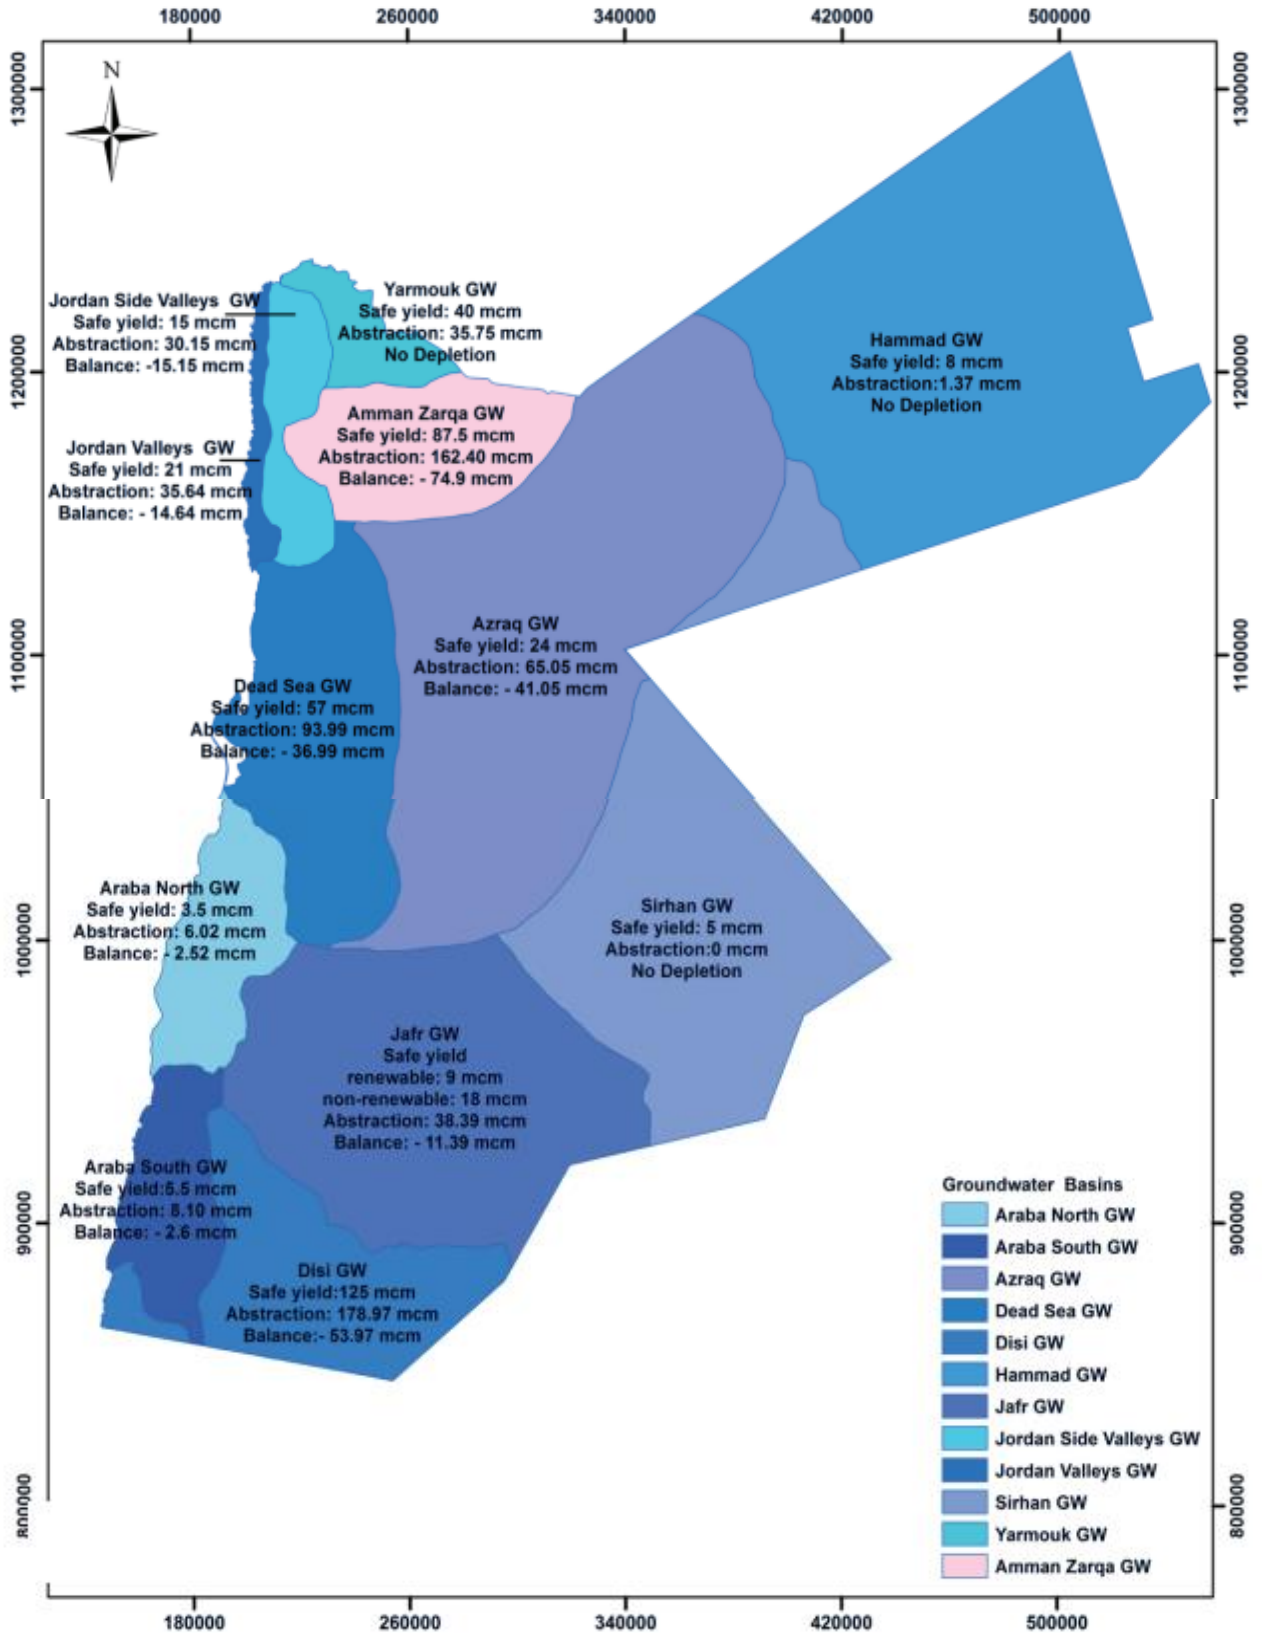 180000 260000 340000 420000 500000
N
1300000
1200000
1100000
1000000
900000
800000
1300000
1200000
1100000
1000000
900000
800000
Jordan Side Valleys GW
Safe yield: 15 mcm
Abstraction: 30.15 mcm
Balance: -15.15 mcm
Yarmouk GW
Safe yield: 40 mcm
Abstraction: 35.75 mcm
No Depletion
Hammad GW
Safe yield: 8 mcm
Abstraction:1.37 mcm
No Depletion
Amman Zarqa GW
Safe yield: 87.5 mcm
Abstraction: 162.40 mcm
Balance: - 74.9 mcm
Jordan Valleys GW
Safe yield: 21 mcm
Abstraction: 35.64 mcm
Balance: - 14.64 mcm
Azraq GW
Safe yield: 24 mcm
Abstraction: 65.05 mcm
Balance: - 41.05 mcm
Dead Sea GW
Safe yield: 57 mcm
Abstraction: 93.99 mcm
Balance: - 36.99 mcm
Araba North GW
Safe yield: 3.5 mcm
Abstraction: 6.02 mcm
Balance: - 2.52 mcm
Sirhan GW
Safe yield: 5 mcm
Abstraction:0 mcm
No Depletion
Jafr GW
Safe yield
renewable: 9 mcm
non-renewable: 18 mcm
Abstraction: 38.39 mcm
Balance: - 11.39 mcm
Araba South GW
Safe yield:5.5 mcm
Abstraction: 8.10 mcm
Balance: - 2.6 mcm
Disi GW
Safe yield:125 mcm
Abstraction: 178.97 mcm
Balance:- 53.97 mcm
Groundwater Basins
Araba North GW
Araba South GW
Azraq GW
Dead Sea GW
Disi GW
Hammad GW
Jafr GW
Jordan Side Valleys GW
Jordan Valleys GW
Sirhan GW
Yarmouk GW
Amman Zarqa GW
180000 260000 340000 420000 500000